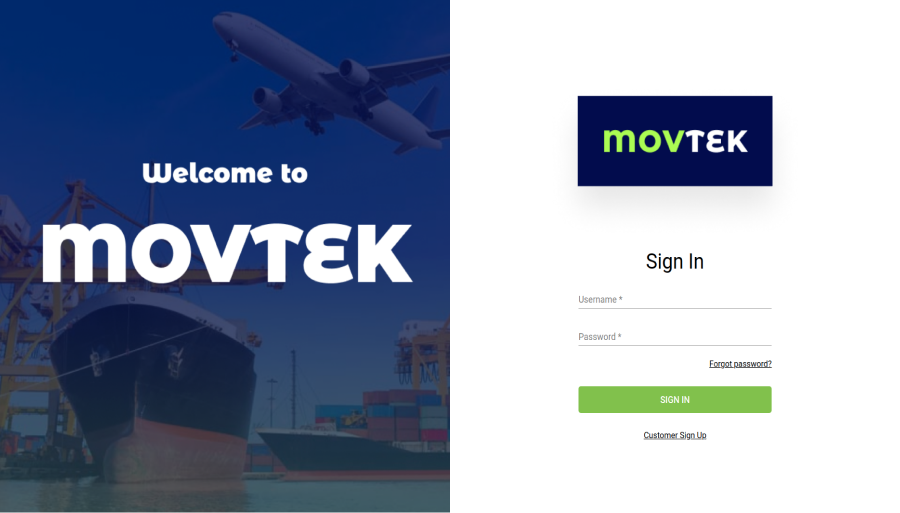 Welcome to
MOVTEK
MOVTEK
Sign In
Username *
Password *
Forgot password?
SIGN IN
Customer Sign Up